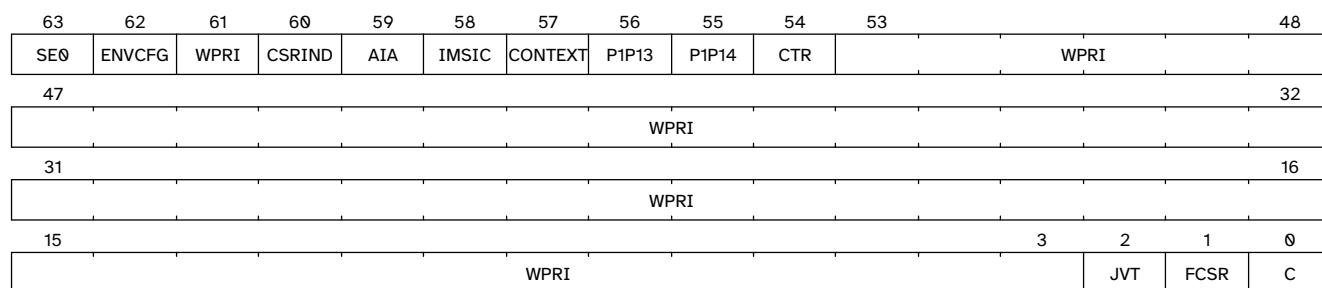 63 62 61 60 59 58 57 56 55 54 53 48
SE0 ENVCFG WPRI CSRIND AIA IMSIC CONTEXT P1P13 P1P14 CTR WPRI
47 32
WPRI
31 16
WPRI
15 3 2 1 0
WPRI JVT FCSR C